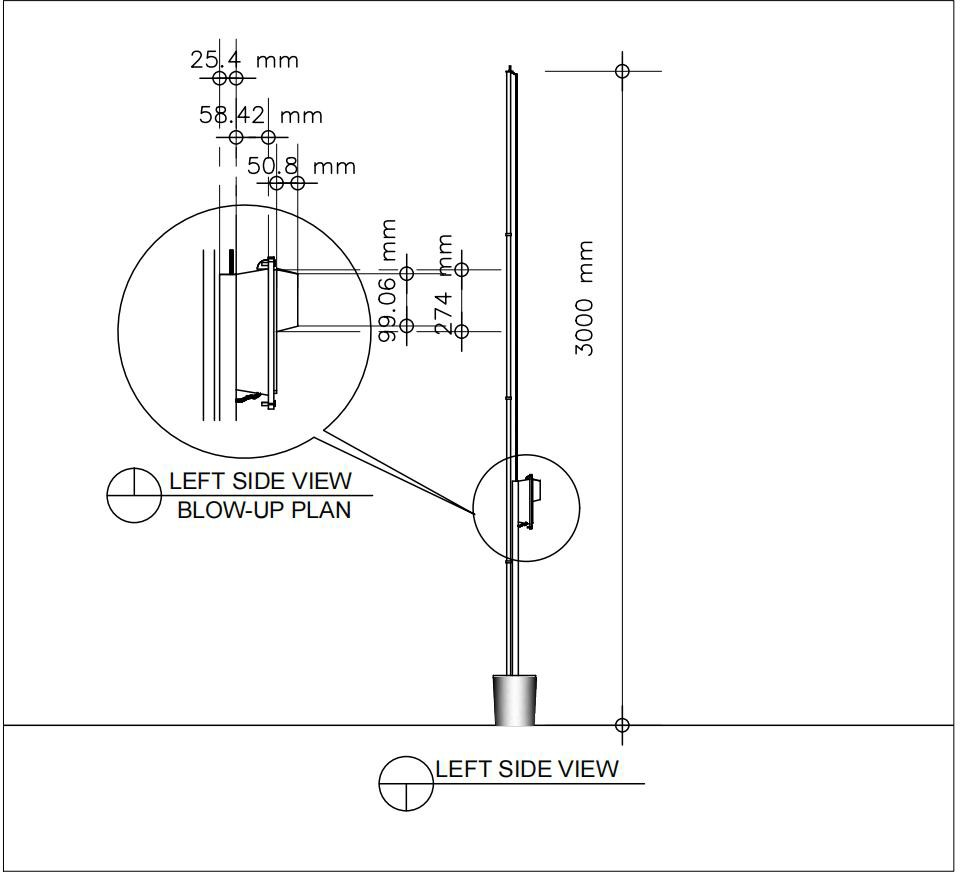 25.4 mm
58.42 mm
50.8 mm
99.06 mm
274 mm
3000 mm
LEFT SIDE VIEW
BLOW-UP PLAN
LEFT SIDE VIEW